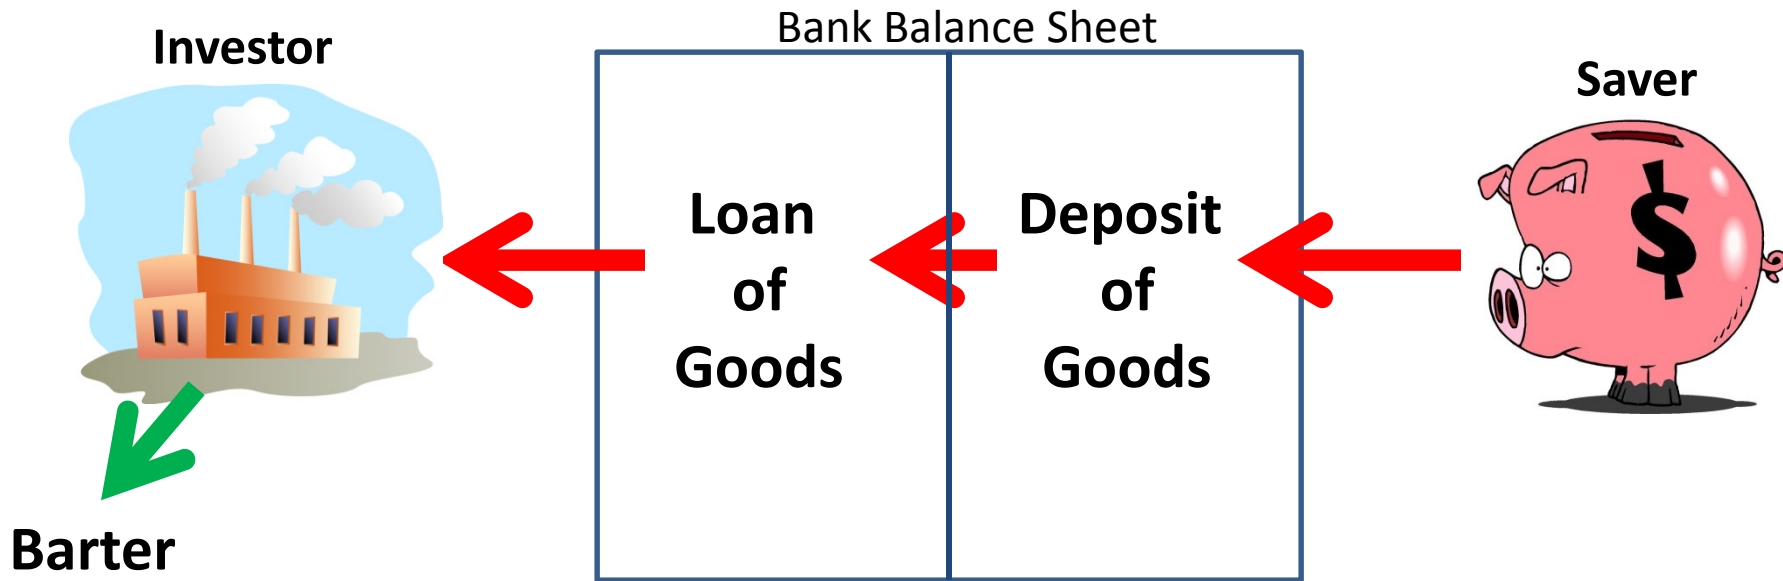 Bank Balance Sheet
Investor
Saver
Loan
of
Goods
Deposit
of
Goods
$
Barter